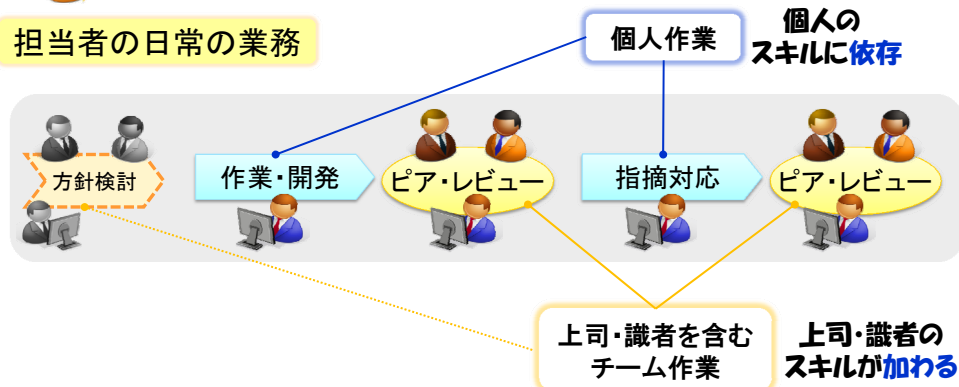 担当者の日常の業務
個人作業
個人の
スキルに依存
方針検討
作業・開発
ピア・レビュー
指摘対応
ピア・レビュー
上司・識者を含む
チーム作業
上司・識者の
スキルが加わる